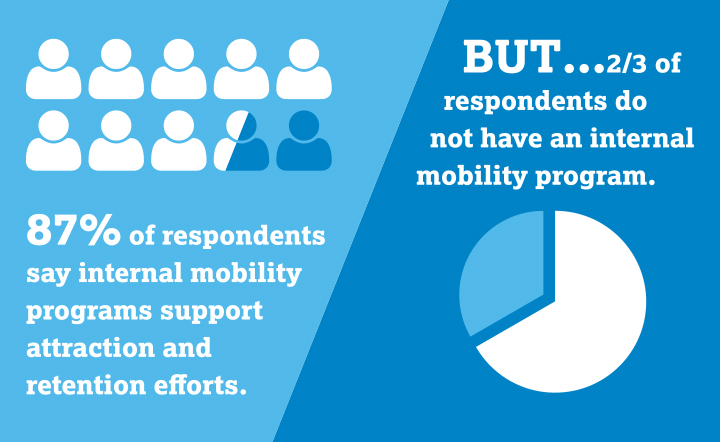 87% of respondents
say internal mobility
programs support
attraction and
retention efforts.
BUT...2/3 of
respondents do
not have an internal
mobility program.